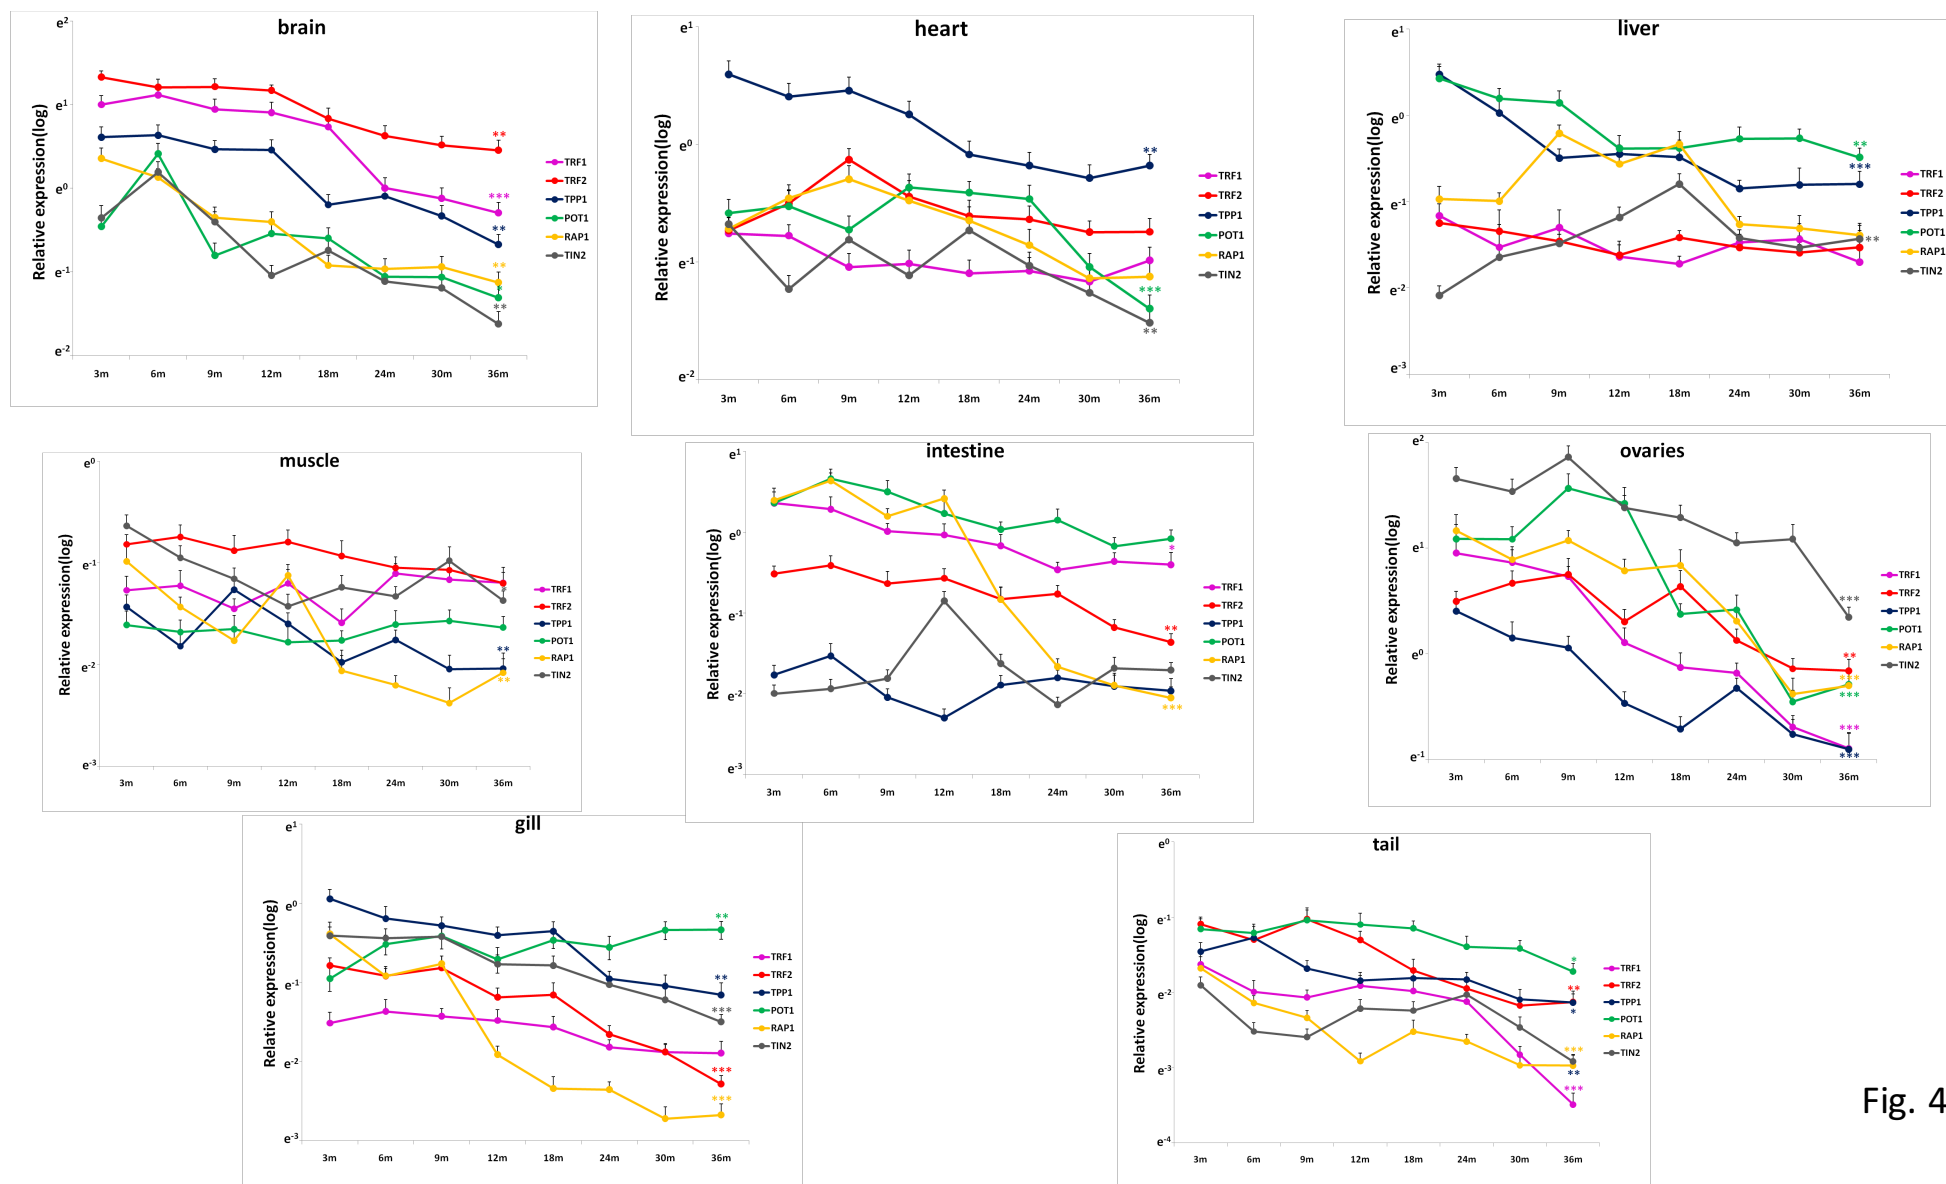 brain
Relative expression(log)
e2
e1
e0
e-1
e-2
3m 6m 9m 12m 18m 24m 30m 36m
**
***
**
**
*
**
TRF1
TRF2
TPP1
POT1
RAP1
TIN2
heart
Relative expression(log)
e1
e0
e-1
e-2
3m 6m 9m 12m 18m 24m 30m 36m
**
***
**
TRF1
TRF2
TPP1
POT1
RAP1
TIN2
liver
Relative expression(log)
e1
e0
e-1
e-2
e-3
3m 6m 9m 12m 18m 24m 30m 36m
**
***
**
TRF1
TRF2
TPP1
POT1
RAP1
TIN2
muscle
Relative expression(log)
e0
e-1
e-2
e-3
3m 6m 9m 12m 18m 24m 30m 36m
*
**
**
TRF1
TRF2
TPP1
POT1
RAP1
TIN2
intestine
Relative expression(log)
e1
e0
e-1
e-2
e-3
3m 6m 9m 12m 18m 24m 30m 36m
*
**
***
TRF1
TRF2
TPP1
POT1
RAP1
TIN2
ovaries
Relative expression(log)
e2
e1
e0
e-1
3m 6m 9m 12m 18m 24m 30m 36m
***
**
***
***
***
***
TRF1
TRF2
TPP1
POT1
RAP1
TIN2
gill
Relative expression(log)
e1
e0
e-1
e-2
e-3
3m 6m 9m 12m 18m 24m 30m 36m
**
**
***
***
***
TRF1
TRF2
TPP1
POT1
RAP1
TIN2
tail
Relative expression(log)
e0
e-1
e-2
e-3
e-4
3m 6m 9m 12m 18m 24m 30m 36m
*
**
*
***
**
***
TRF1
TRF2
TPP1
POT1
RAP1
TIN2
Fig. 4